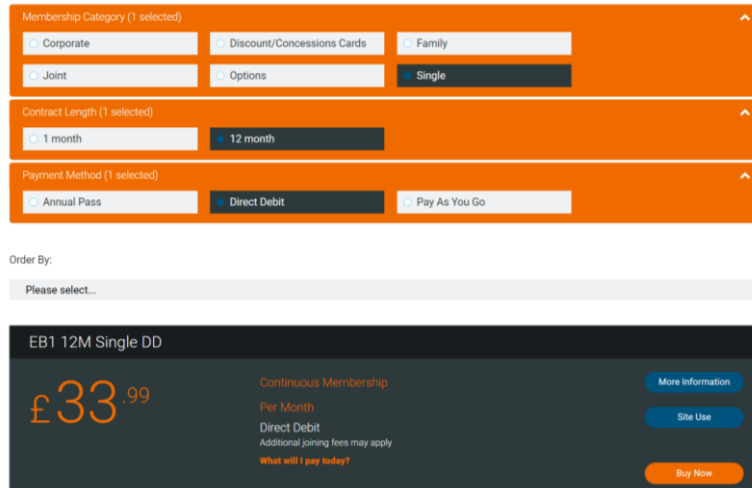 Membership Category (1 selected)
Corporate
Discount/Concessions Cards
Family
Joint
Options
Single
Contract Length (1 selected)
1 month
12 month
Payment Method (1 selected)
Annual Pass
Direct Debit
Pay As You Go
Order By:
Please select...
EB1 12M Single DD
£33.99
Continuous Membership
Per Month
Direct Debit
Additional joining fees may apply
What will I pay today?
More Information
Site Use
Buy Now